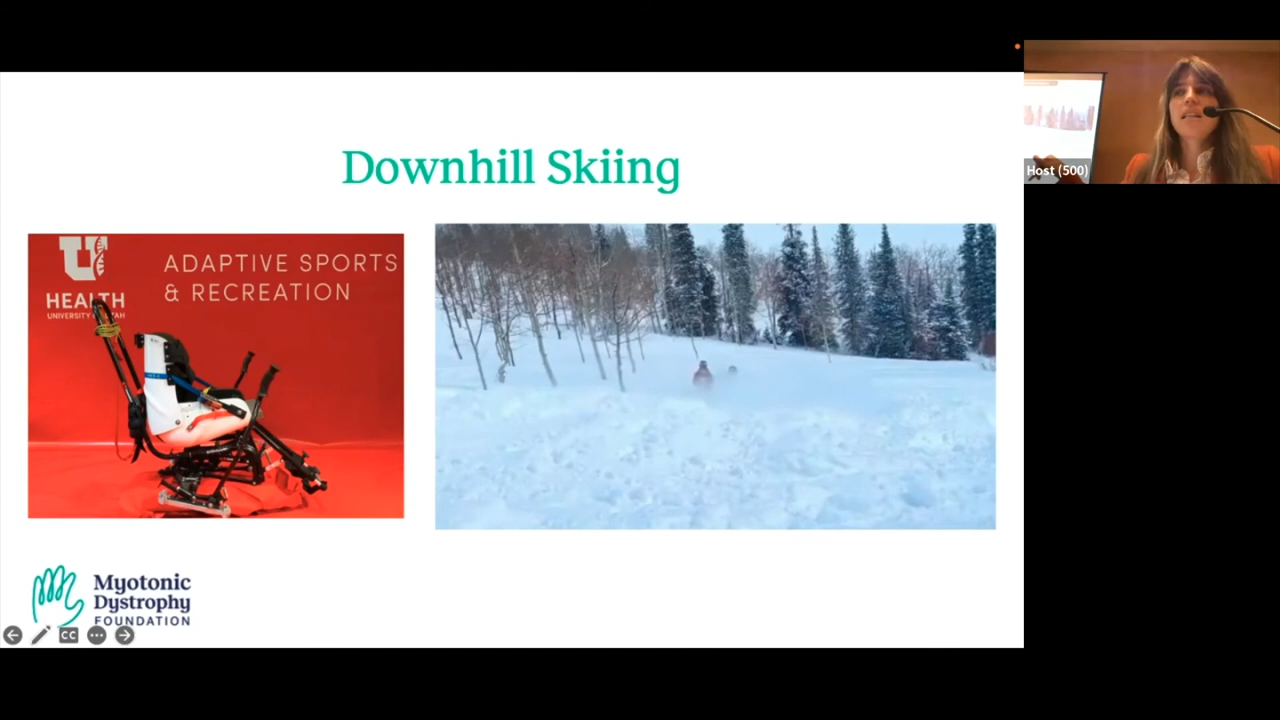 Downhill Skiing
U
HEALTH
UNIVERSITY OF UTAH
ADAPTIVE SPORTS
& RECREATION
Myotonic
Dystrophy
FOUNDATION
CC
Host (500)